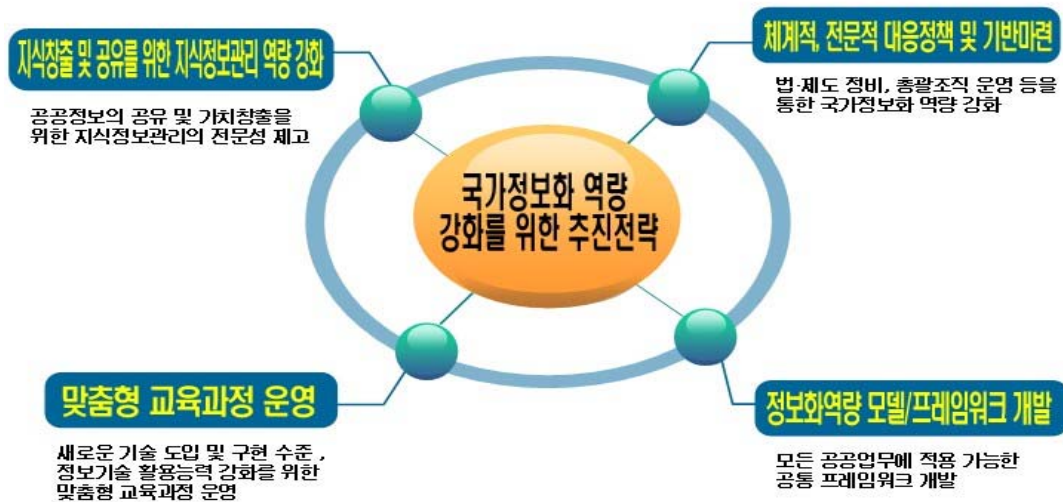 지식창출 및 공유를 위한 지식정보관리 역량 강화
공공정보의 공유 및 가치창출을
위한 지식정보관리의 전문성 제고
체계적, 전문적 대응정책 및 기반마련
법·제도 정비, 총괄조직 운영 등을
통한 국가정보화 역량 강화
국가정보화 역량
강화를 위한 추진전략
맞춤형 교육과정 운영
새로운 기술 도입 및 구현 수준,
정보기술 활용능력 강화를 위한
맞춤형 교육과정 운영
정보화역량 모델/프레임워크 개발
모든 공공업무에 적용 가능한
공통 프레임워크 개발